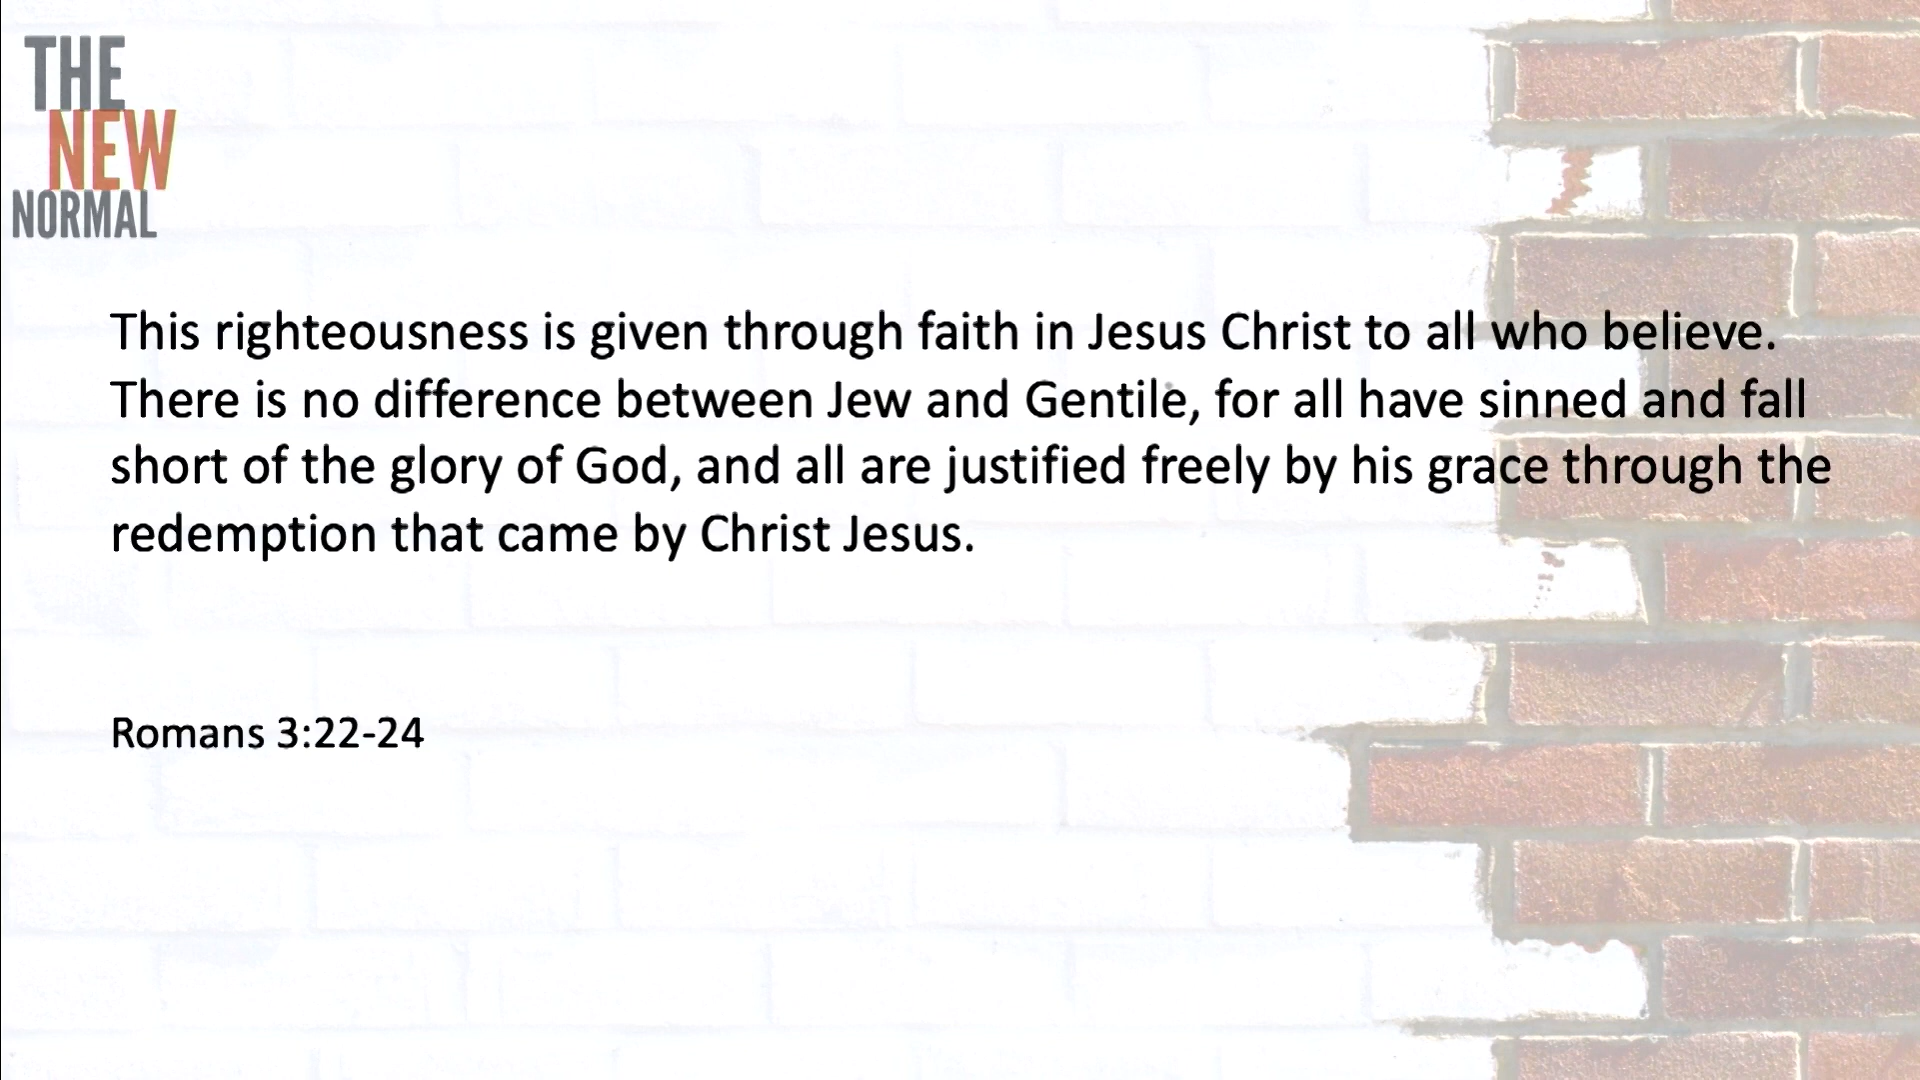 THE
NEW
NORMAL
This righteousness is given through faith in Jesus Christ to all who believe.
There is no difference between Jew and Gentile, for all have sinned and fall
short of the glory of God, and all are justified freely by his grace through the
redemption that came by Christ Jesus.
Romans 3:22-24